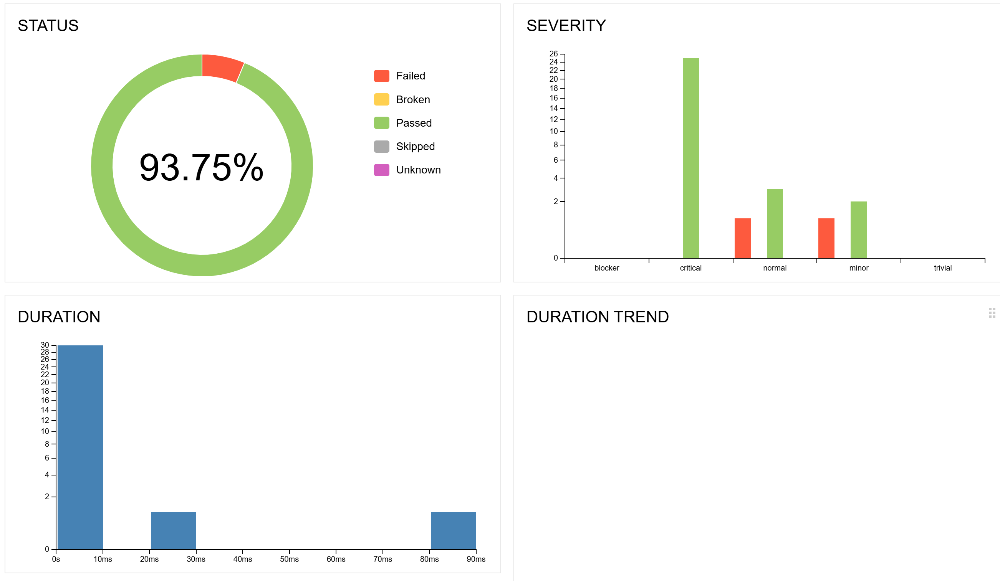 STATUS
93.75%
Failed
Broken
Passed
Skipped
Unknown
SEVERITY
26
24
22
20
18
16
14
12
10
8
6
4
2
0
blocker critical normal minor trivial
DURATION
30
28
26
24
22
20
18
16
14
12
10
8
6
4
2
0
0s 10ms 20ms 30ms 40ms 50ms 60ms 70ms 80ms 90ms
DURATION TREND